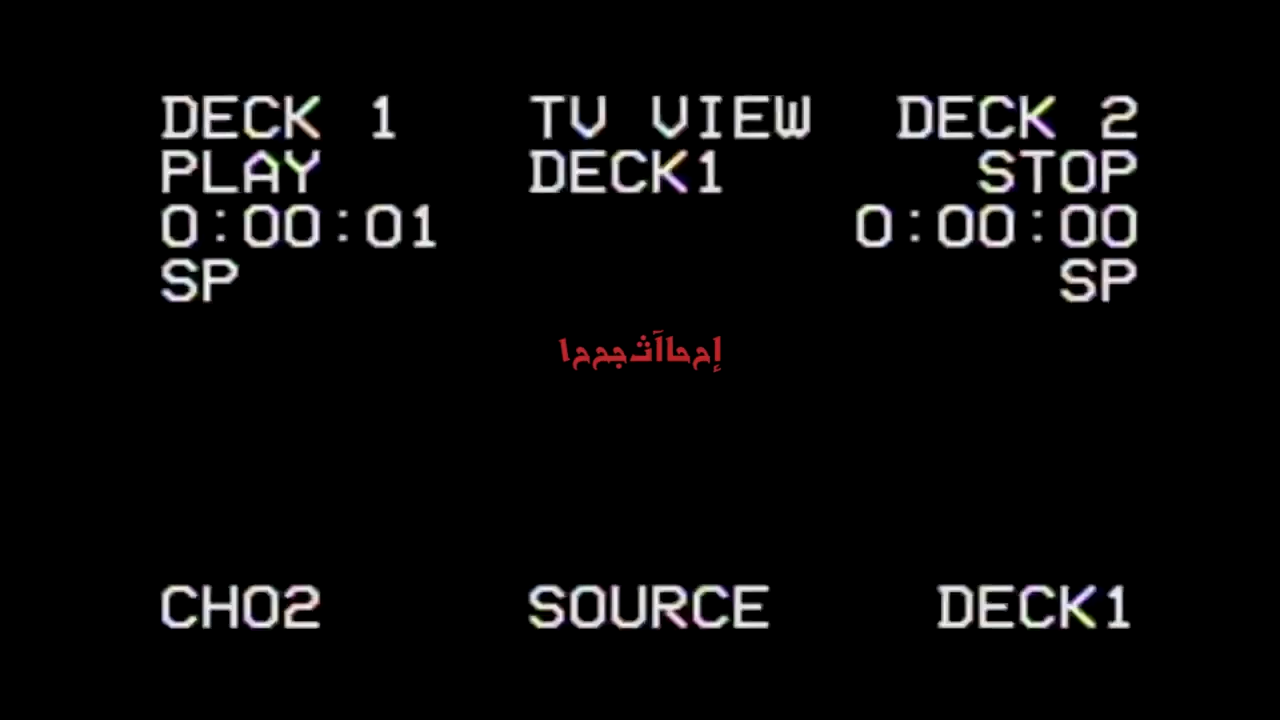 DECK 1 TV VIEW DECK 2
PLAY DECK1 STOP
0:00:01 0:00:00
SP SP
إححاآثجححا
CH02 SOURCE DECK1